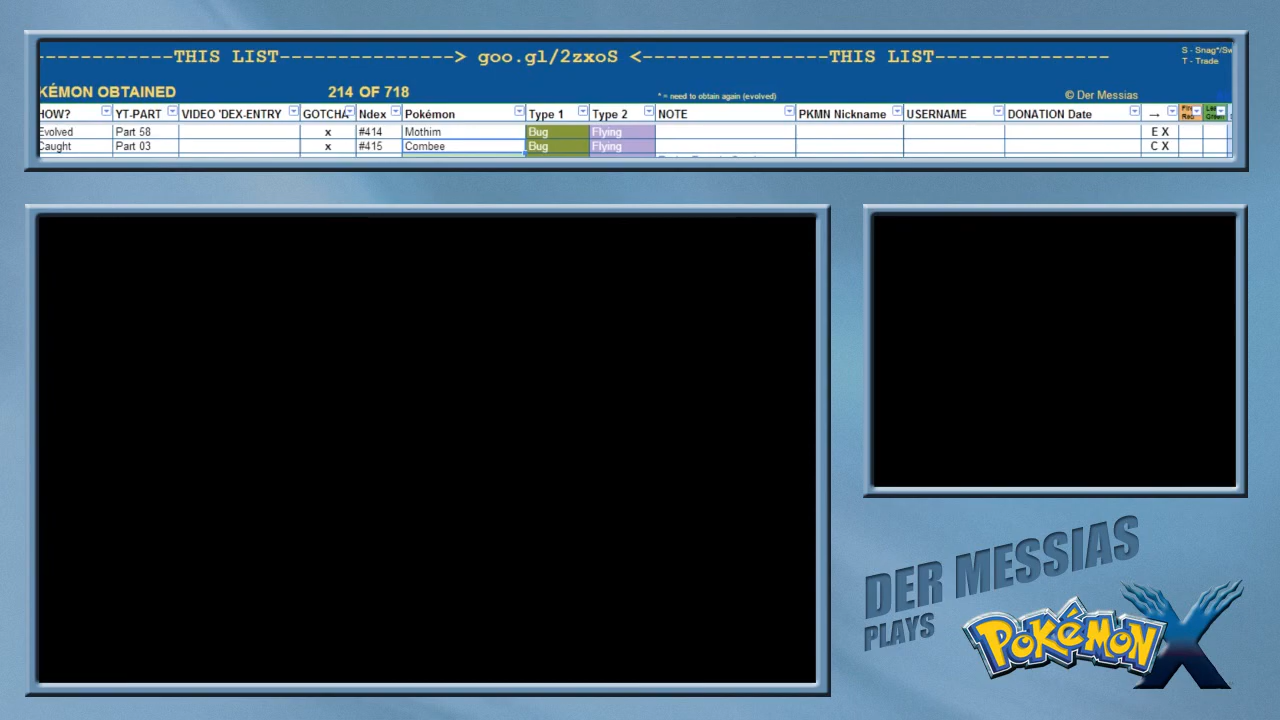 ------------THIS LIST---------------> goo.gl/2zxoS <----------------THIS LIST---------------
S - Snag*/Sw
T - Trade
KÉMON OBTAINED 214 OF 718 * = need to obtain again (evolved) © Der Messias
HOW? YT-PART VIDEO 'DEX-ENTRY GOTCHA Ndex Pokémon Type 1 Type 2 NOTE PKMN Nickname USERNAME DONATION Date →
Evolved Part 58 x #414 Mothim Bug Flying E X
Caught Part 03 x #415 Combee Bug Flying C X
DER MESSIAS
PLAYS
POKéMON X